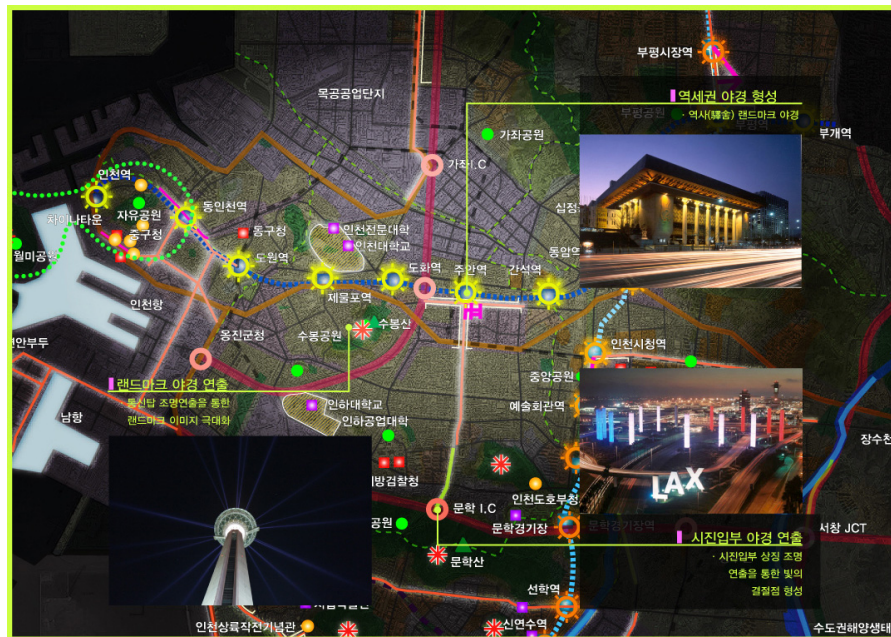 부평시장역
역세권 야경 형성
· 역사(驛舍) 랜드마크 야경
목공공업단지
부평공원
부개역
가좌공원
가좌I.C
인천역
동인천역
차이나타운
자유공원
중구청
월미공원
동구청
인천전문대학
인천대학교
십정
도원역
도화역
주안역
간석역
동암역
제물포역
인천항
옹진군청
수봉공원
수봉산
인천시청역
연안부두
중앙공원
랜드마크 야경 연출
· 통신탑 조명연출을 통한
랜드마크 이미지 극대화
인하대학교
인하공업대학
예술회관역
남항
장수천
LAX
지방검찰청
인천도호부청
문학 I.C
공원
문학경기장
문학경기장역
서창 JCT
시진입부 야경 연출
· 시진입부 상징 조명
연출을 통한 빛의
결절점 형성
문학산
선학역
인천상륙작전기념관
신연수역
수도권해양생태